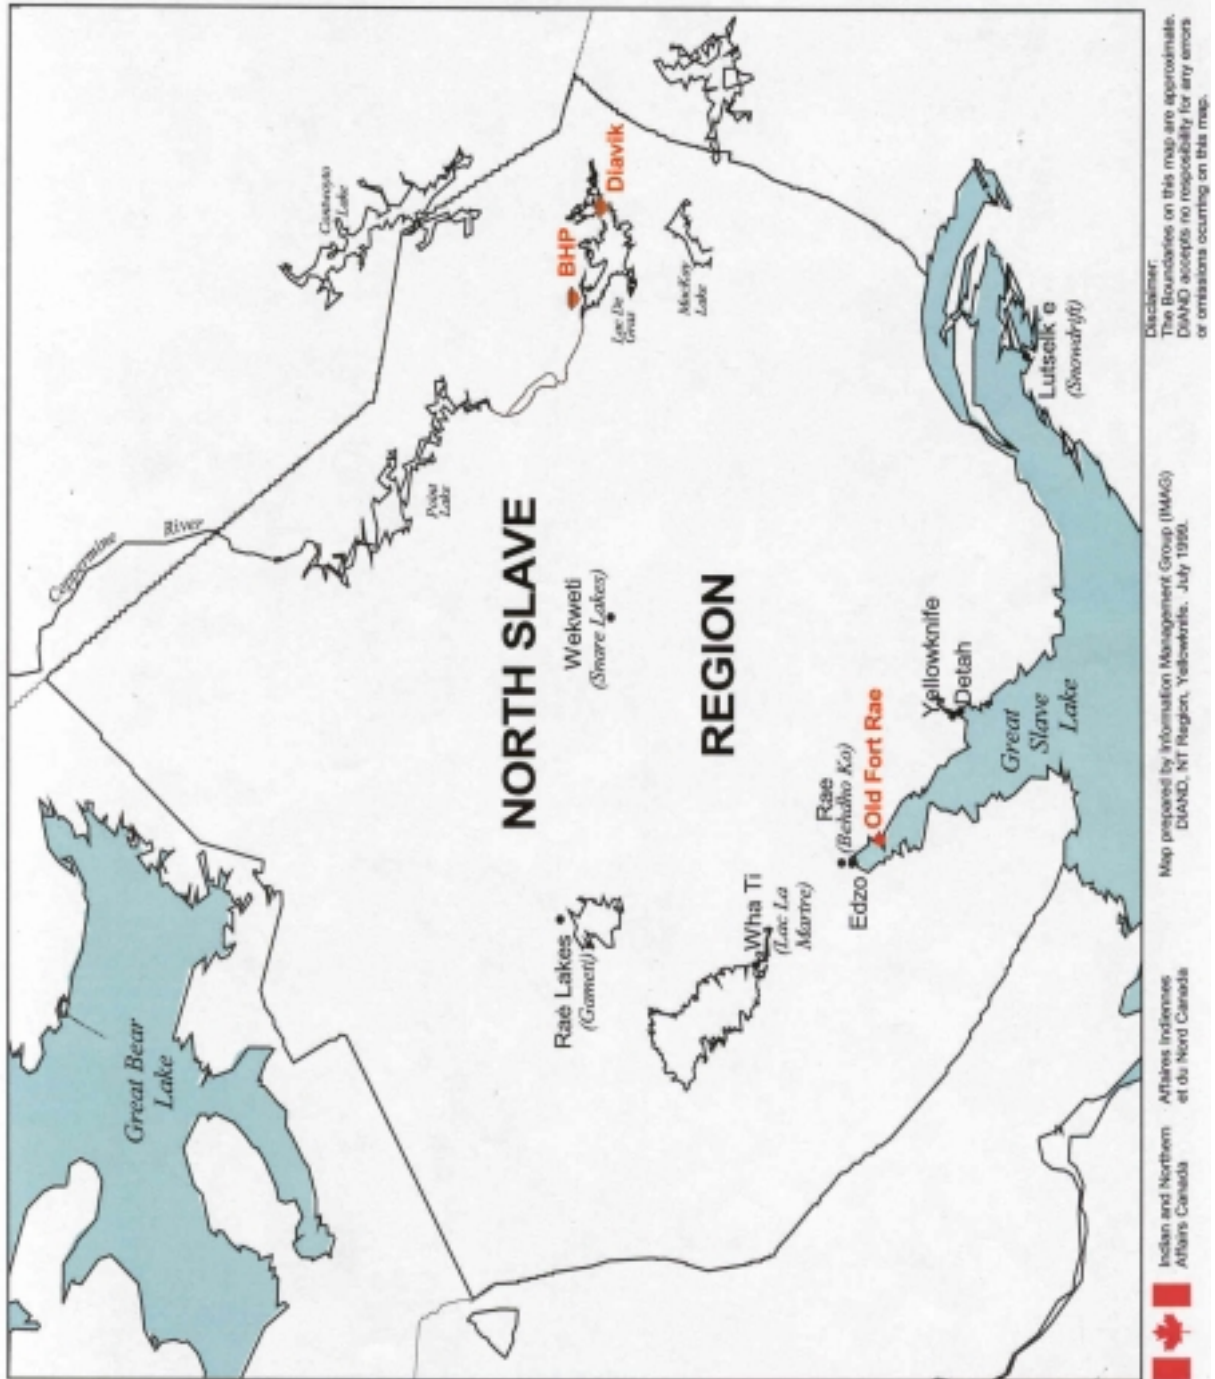 Coppermine
River
Contwoyto
Lake
Point
Lake
BHP
Diavik
Lac De
Gras
MacKay
Lake
Great Bear
Lake
NORTH SLAVE
REGION
Wekweti
(Snare Lakes)
Rae Lakes
(Gameti)
Wha Ti
(Lac La
Martre)
Rae
(Behdho Ko)
Edzo
Old Fort Rae
Yellowknife
Detah
Great
Slave
Lake
Lutselk e
(Snowdrift)
Indian and Northern
Affairs Canada
Affaires Indiennes
et du Nord Canada
Map prepared by Information Management Group (IMAG)
DIAND, NT Region, Yellowknife. July 1999.
Disclaimer:
The Boundaries on this map are approximate.
DIAND accepts no resposibility for any errors
or omissions ocurring on this map.